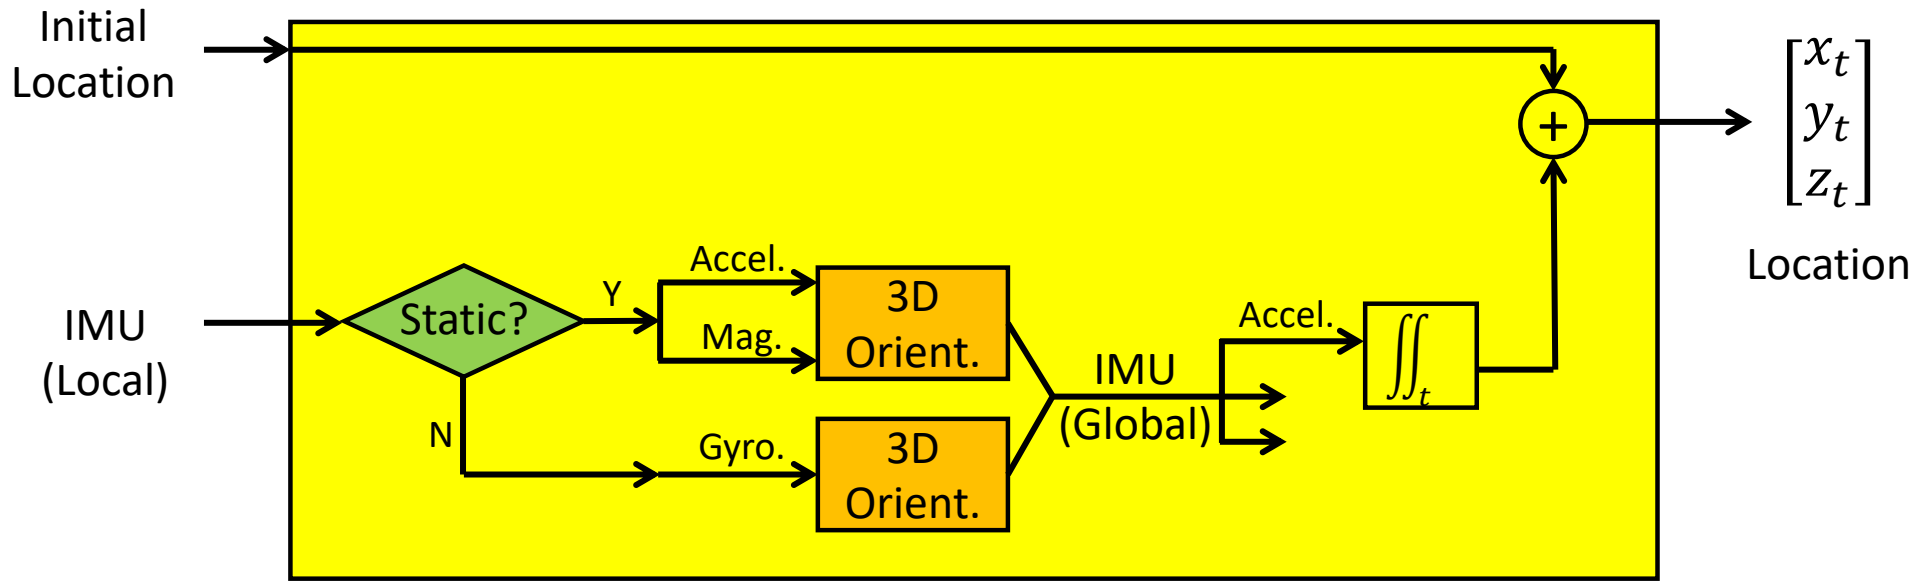 Initial
Location
IMU
(Local)
Static?
Y
N
Accel.
Mag.
Gyro.
3D
Orient.
3D
Orient.
IMU
(Global)
Accel.
∬t
+
xt
yt
zt
Location